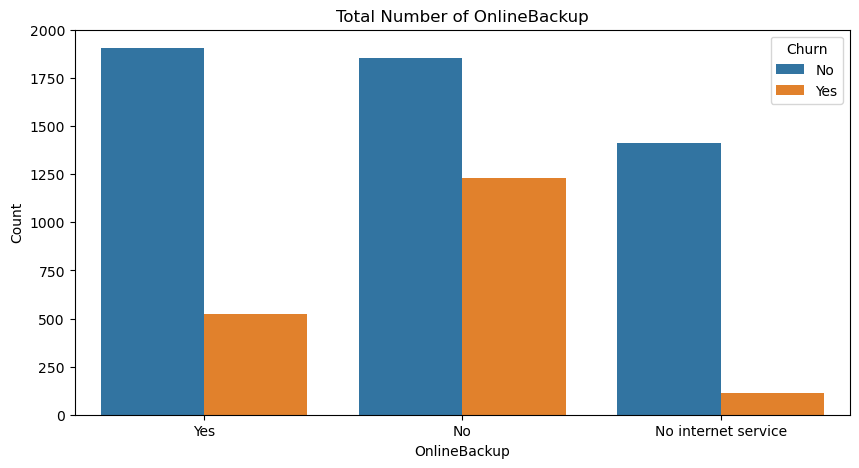 Total Number of OnlineBackup
Churn
No
Yes
2000
1750
1500
1250
1000
750
500
250
0
Count
Yes
No
No internet service
OnlineBackup